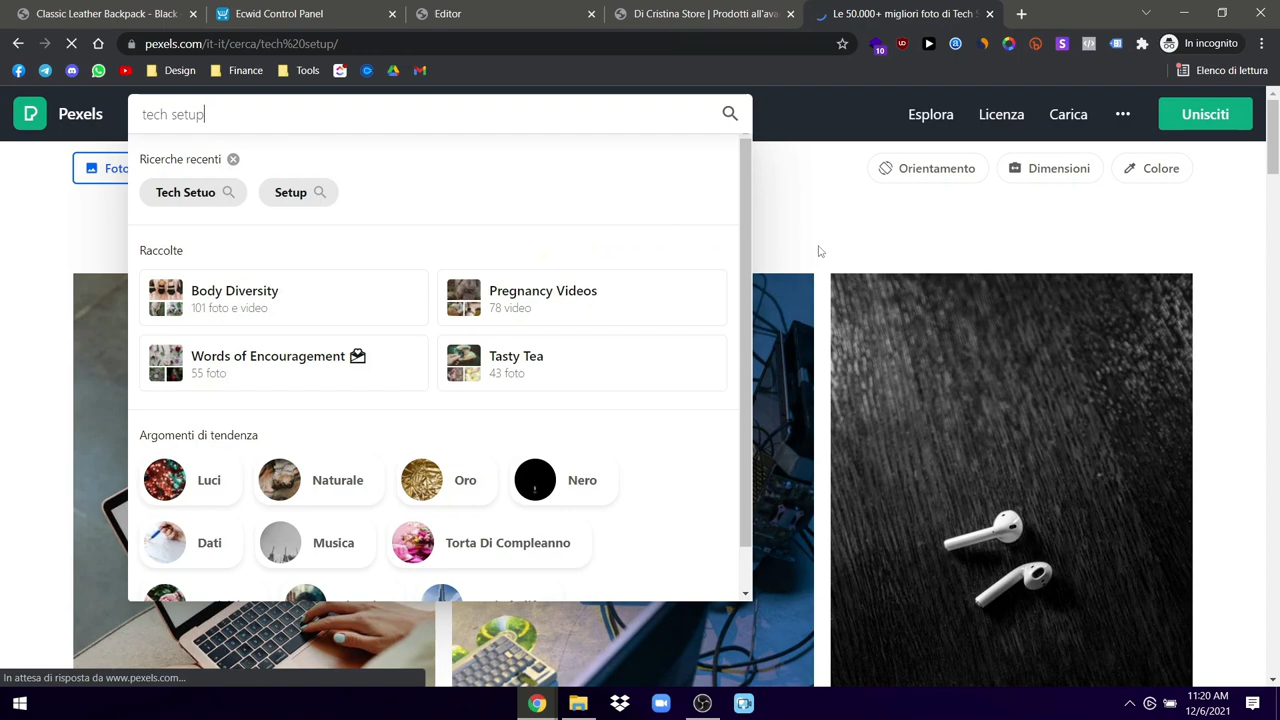 Classic Leather Backpack - Black
Ecwid Control Panel
Editor
Di Cristina Store | Prodotti all'ava
Le 50.000+ migliori foto di Tech S
pexels.com/it-it/cerca/tech%20setup/
10
In incognito
Design
Finance
Tools
Elenco di lettura
Pexels
tech setup
Esplora
Licenza
Carica
Unisciti
Foto
Orientamento
Dimensioni
Colore
Ricerche recenti
Tech Setuo
Setup
Raccolte
Body Diversity
101 foto e video
Pregnancy Videos
78 video
Words of Encouragement
55 foto
Tasty Tea
43 foto
Argomenti di tendenza
Luci
Naturale
Oro
Nero
Dati
Musica
Torta Di Compleanno
In attesa di risposta da www.pexels.com...
11:20 AM
12/6/2021